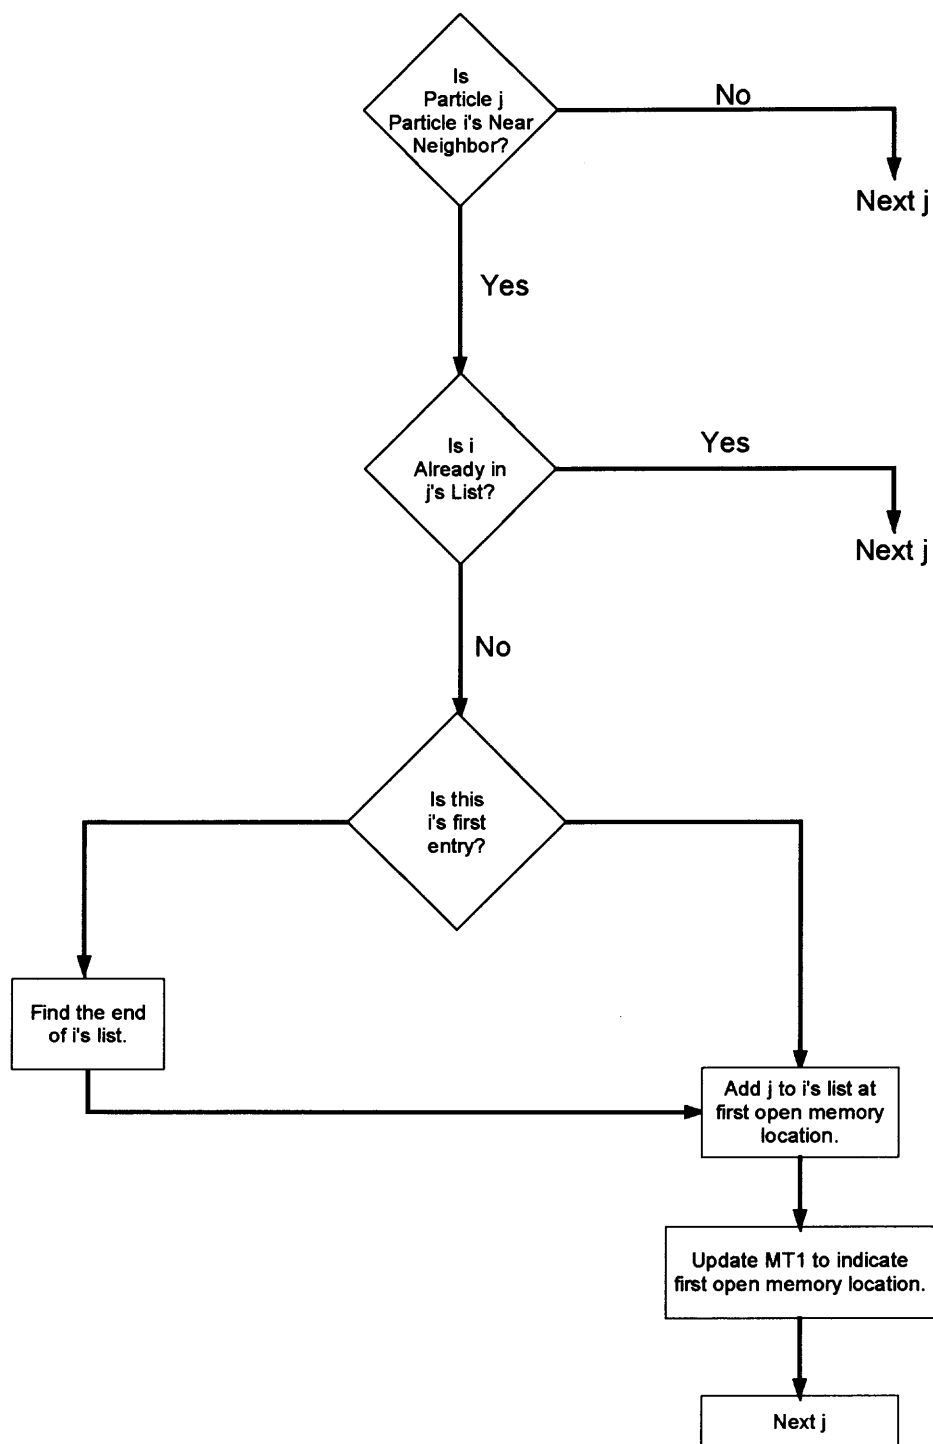 Is
Particle j
Particle i's Near
Neighbor?
No
Next j
Yes
Is i
Already in
j's List?
Yes
Next j
No
Is this
i's first
entry?
Find the end
of i's list.
Add j to i's list at
first open memory
location.
Update MT1 to indicate
first open memory location.
Next j